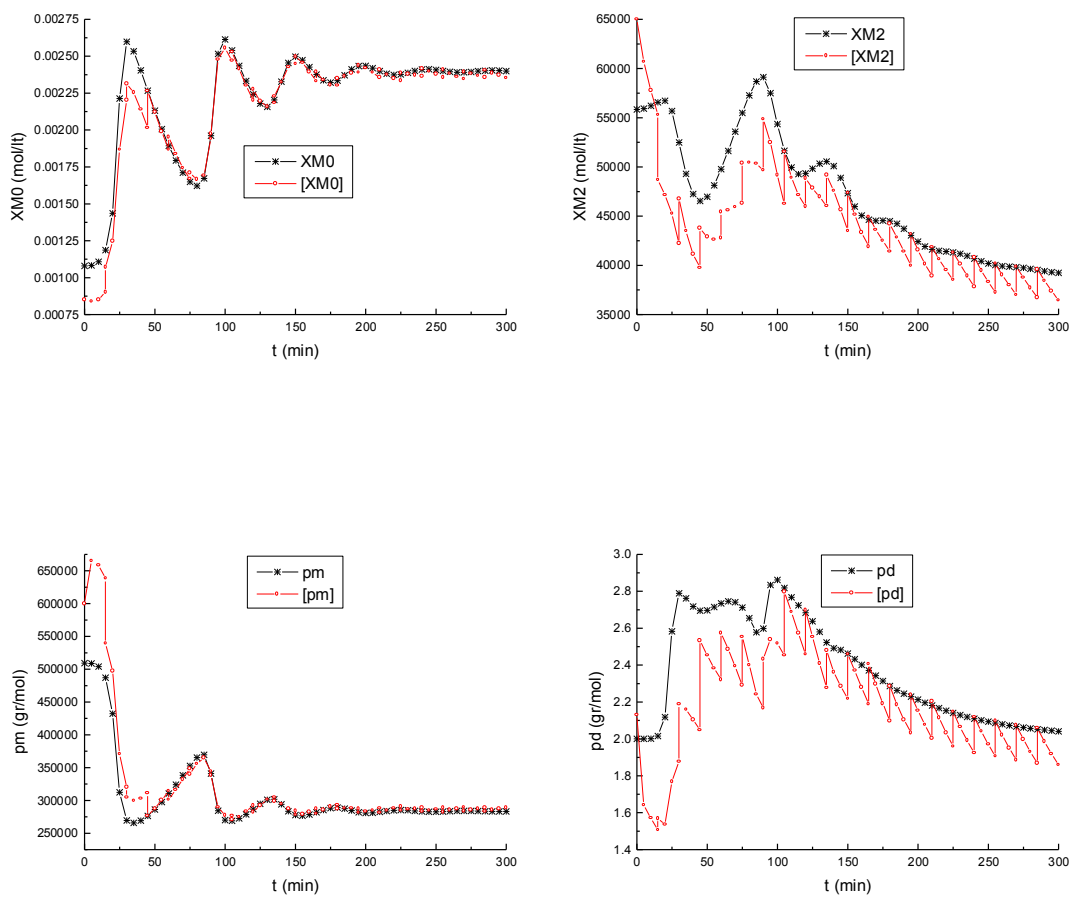 0.00275
0.00250
0.00225
0.00200
0.00175
0.00150
0.00125
0.00100
0.00075
XM0 (mol/lt)
XM0
[XM0]
0 50 100 150 200 250 300
t (min)
65000
60000
55000
50000
45000
40000
35000
XM2 (mol/lt)
XM2
[XM2]
0 50 100 150 200 250 300
t (min)
650000
600000
550000
500000
450000
400000
350000
300000
250000
pm (gr/mol)
pm
[pm]
0 50 100 150 200 250 300
t (min)
3.0
2.8
2.6
2.4
2.2
2.0
1.8
1.6
1.4
pd (gr/mol)
pd
[pd]
0 50 100 150 200 250 300
t (min)